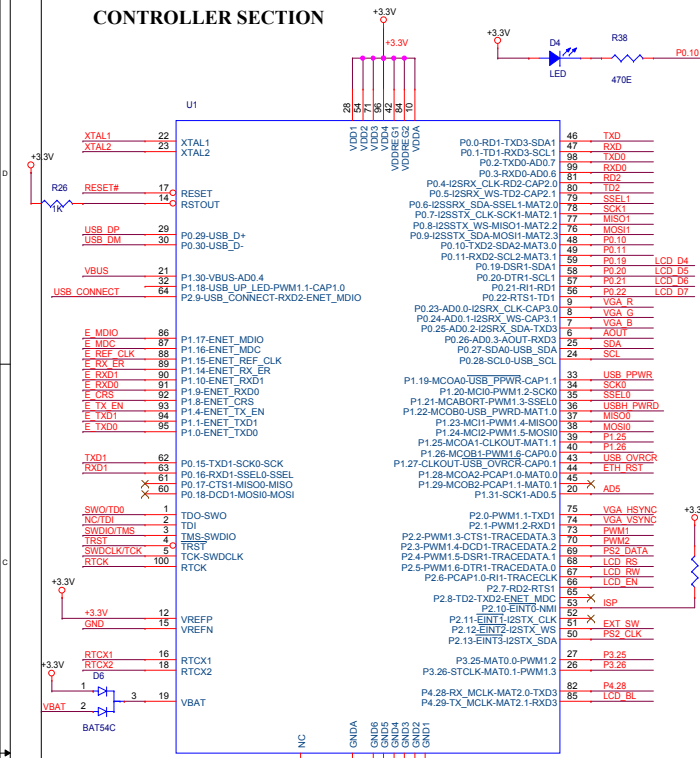 CONTROLLER SECTION
+3.3V
+3.3V
+3.3V
D4
LED
R38
470E
P0.10
U1
28 54 71 96 42 84 10
VDD1 VDD2 VDD3 VDD4 VDDREG1 VDDREG2 VDDA
XTAL1 22 XTAL1
XTAL2 23 XTAL2
+3.3V
R26
1K
RESET# 17 RESET
14 RSTOUT
USB_DP 29 P0.29-USB_D+
USB_DM 30 P0.30-USB_D-
VBUS 21 P1.30-VBUS-AD0.4
32 P1.18-USB_UP_LED-PWM1.1-CAP1.0
USB_CONNECT 64 P2.9-USB_CONNECT-RXD2-ENET_MDIO
E_MDIO 86 P1.17-ENET_MDIO
E_MDC 87 P1.16-ENET_MDC
E_REF_CLK 88 P1.15-ENET_REF_CLK
E_RX_ER 89 P1.14-ENET_RX_ER
E_RXD1 90 P1.10-ENET_RXD1
E_RXD0 91 P1.9-ENET_RXD0
E_CRS 92 P1.8-ENET_CRS
E_TX_EN 93 P1.4-ENET_TX_EN
E_TXD1 94 P1.1-ENET_TXD1
E_TXD0 95 P1.0-ENET_TXD0
TXD1 62 P0.15-TXD1-SCK0-SCK
RXD1 63 P0.16-RXD1-SSEL0-SSEL
61 P0.17-CTS1-MISO0-MISO
60 P0.18-DCD1-MOSI0-MOSI
SWO/TD0 1 TDO-SWO
NC/TDI 2 TDI
SWDIO/TMS 3 TMS-SWDIO
TRST 4 TRST
SWDCLK/TCK 5 TCK-SWDCLK
RTCK 100 RTCK
+3.3V
+3.3V 12 VREFP
GND 15 VREFN
RTCX1 16 RTCX1
RTCX2 18 RTCX2
+3.3V
D6
1
3 19 VBAT
VBAT 2
BAT54C
P0.0-RD1-TXD3-SDA1 46 TXD
P0.1-TD1-RXD3-SCL1 47 RXD
P0.2-TXD0-AD0.7 98 TXD0
P0.3-RXD0-AD0.6 99 RXD0
P0.4-I2SRX_CLK-RD2-CAP2.0 81 RD2
P0.5-I2SRX_WS-TD2-CAP2.1 80 TD2
P0.6-I2SSRX_SDA-SSEL1-MAT2.0 79 SSEL1
P0.7-I2STX_CLK-SCK1-MAT2.1 78 SCK1
P0.8-I2STX_WS-MISO1-MAT2.2 77 MISO1
P0.9-I2SSTX_SDA-MOSI1-MAT2.3 76 MOSI1
P0.10-TXD2-SDA2-MAT3.0 48 P0.10
P0.11-RXD2-SCL2-MAT3.1 49 P0.11
P0.19-DSR1-SDA1 59 P0.19 LCD_D4
P0.20-DTR1-SCL1 58 P0.20 LCD_D5
P0.21-RI1-RD1 57 P0.21 LCD_D6
P0.22-RTS1-TD1 56 P0.22 LCD_D7
P0.23-AD0.0-I2SRX_CLK-CAP3.0 9 VGA_R
P0.24-AD0.1-I2SRX_WS-CAP3.1 8 VGA_G
P0.25-AD0.2-I2SRX_SDA-TXD3 7 VGA_B
P0.26-AD0.3-AOUT-RXD3 6 AOUT
P0.27-SDA0-USB_SDA 25 SDA
P0.28-SCL0-USB_SCL 24 SCL
P1.19-MCOA0-USB_PPWR-CAP1.1 33 USB_PPWR
P1.20-MCI0-PWM1.2-SCK0 34 SCK0
P1.21-MCABORT-PWM1.3-SSEL0 35 SSEL0
P1.22-MCOB0-USB_PWRD-MAT1.0 36 USBH_PWRD
P1.23-MCI1-PWM1.4-MISO0 37 MISO0
P1.24-MCI2-PWM1.5-MOSI0 38 MOSI0
P1.25-MCOA1-CLKOUT-MAT1.1 39 P1.25
P1.26-MCOB1-PWM1.6-CAP0.0 40 P1.26
P1.27-CLKOUT-USB_OVRCR-CAP0.1 43 USB_OVRCR
P1.28-MCOA2-PCAP1.0-MAT0.0 44 ETH_RST
P1.29-MCOB2-PCAP1.1-MAT0.1 45
P1.31-SCK1-AD0.5 20 AD5
P2.0-PWM1.1-TXD1 75 VGA_HSYNC
P2.1-PWM1.2-RXD1 74 VGA_VSYNC
P2.2-PWM1.3-CTS1-TRACEDATA.3 73 PWM1
P2.3-PWM1.4-DCD1-TRACEDATA.2 70 PWM2
P2.4-PWM1.5-DSR1-TRACEDATA.1 69 PS2_DATA
P2.5-PWM1.6-DTR1-TRACEDATA.0 68 LCD_RS
P2.6-PCAP1.0-RI1-TRACECLK 67 LCD_RW
P2.7-RD2-RTS1 66 LCD_EN
P2.8-TD2-TXD2-ENET_MDC 65
P2.10-EINT0-NMI 53 ISP
P2.11-EINT1-I2STX_CLK 52
P2.12-EINT2-I2STX_WS 51 EXT_SW
P2.13-EINT3-I2STX_SDA 50 PS2_CLK
P3.25-MAT0.0-PWM1.2 27 P3.25
P3.26-STCLK-MAT0.1-PWM1.3 26 P3.26
P4.28-RX_MCLK-MAT2.0-TXD3 82 P4.28
P4.29-TX_MCLK-MAT2.1-RXD3 85 LCD_BL
NC GNDA GND6 GND5 GND4 GND3 GND2 GND1
D
C